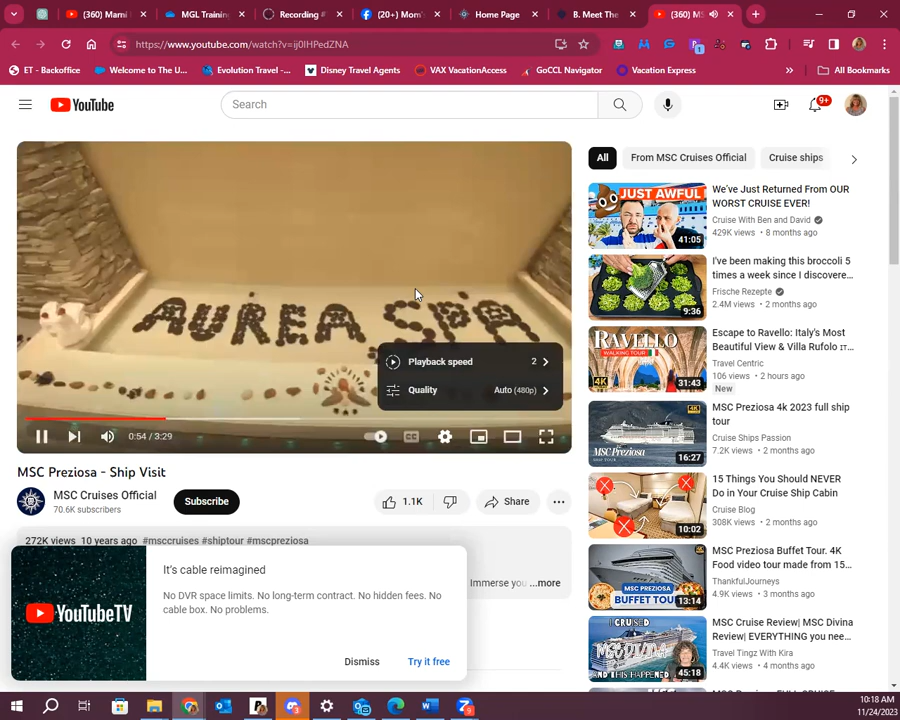 (360) Mami
MGL Training
Recording #
(20+) Mom's
Home Page
B. Meet The
(360) MS
https://www.youtube.com/watch?v=ij0lHPedZNA
ET - Backoffice
Welcome to The U...
Evolution Travel -...
Disney Travel Agents
VAX VacationAccess
GoCCL Navigator
Vacation Express
All Bookmarks
YouTube
Search
9+
AUREA SPA
Playback speed 2
Quality Auto (480p)
0:54 / 3:29
MSC Preziosa - Ship Visit
MSC Cruises Official
70.6K subscribers
Subscribe
1.1K
Share
272K views 10 years ago #msccruises #shiptour #mscpreziosa
Immerse you ...more
YouTubeTV
It's cable reimagined
No DVR space limits. No long-term contract. No hidden fees. No
cable box. No problems.
Dismiss
Try it free
All
From MSC Cruises Official
Cruise ships
JUST AWFUL
41:05
We've Just Returned From OUR
WORST CRUISE EVER!
Cruise With Ben and David
429K views • 8 months ago
9:36
I've been making this broccoli 5
times a week since I discovere...
Frische Rezepte
2.4M views • 2 months ago
RAVELLO
WALKING TOUR
4K
31:43
Escape to Ravello: Italy's Most
Beautiful View & Villa Rufolo IT...
Travel Centric
106 views • 2 hours ago
New
MSC Preziosa
16:27
MSC Preziosa 4k 2023 full ship
tour
Cruise Ships Passion
7.2K views • 2 months ago
10:02
15 Things You Should NEVER
Do in Your Cruise Ship Cabin
Cruise Blog
308K views • 2 months ago
MSC PREZIOSA
BUFFET TOUR
13:14
MSC Preziosa Buffet Tour. 4K
Food video tour made from 15...
ThankfulJourneys
4.9K views • 3 months ago
I CRUISED
MSC DIVINA
AND THIS HAPPENED
45:18
MSC Cruise Review| MSC Divina
Review| EVERYTHING you nee...
Travel Tingz With Kira
4.4K views • 4 months ago
10:18 AM
11/24/2023